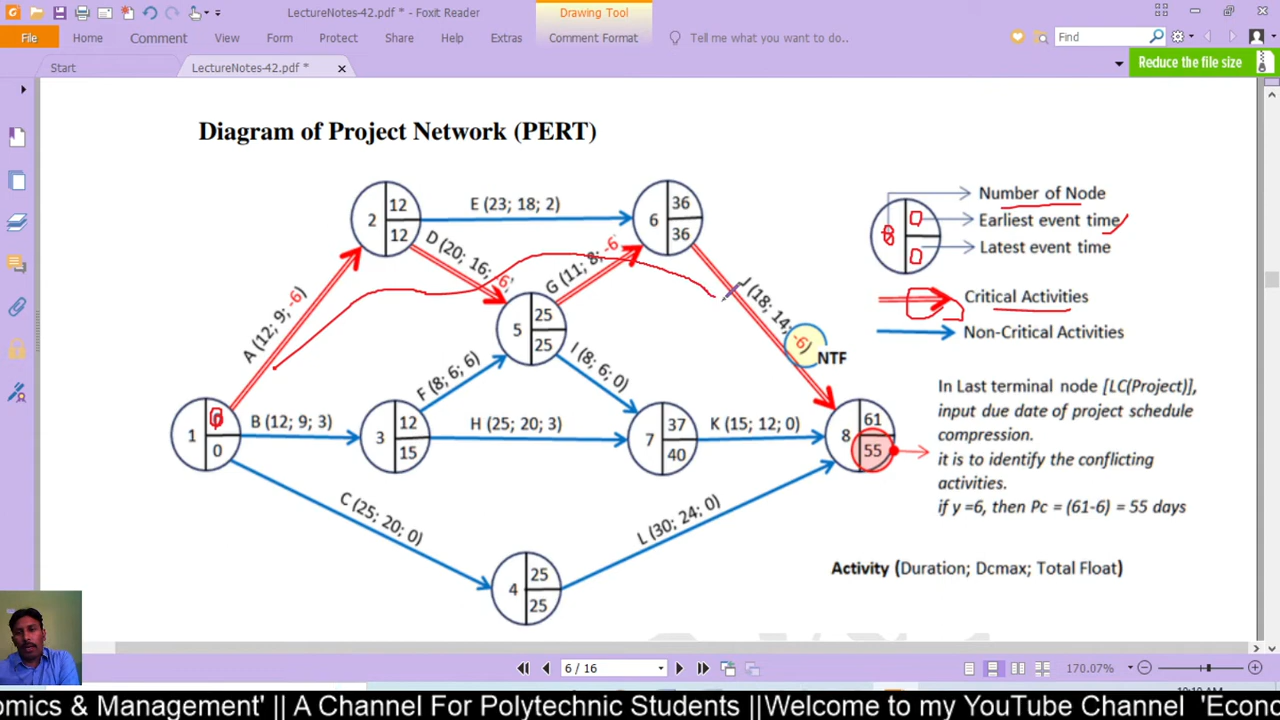 LectureNotes-42.pdf * - Foxit Reader
Drawing Tool
File
Home
Comment
View
Form
Protect
Share
Help
Extras
Comment Format
Tell me what you want to do..
Find
Start
LectureNotes-42.pdf *
Reduce the file size
Diagram of Project Network (PERT)
2
12
12
E (23; 18; 2)
6
36
36
8
0
0
Number of Node
Earliest event time
Latest event time
Critical Activities
Non-Critical Activities
A (12; 9; -6)
D (20; 16; -6)
G (11; 8; -6)
J (18; 14; -6)
NTF
5
25
25
F (8; 6; 6)
I (8; 6; 0)
1
0
0
B (12; 9; 3)
3
12
15
H (25; 20; 3)
7
37
40
K (15; 12; 0)
8
61
55
In Last terminal node [LC(Project)],
input due date of project schedule
compression.
it is to identify the conflicting
activities.
if y =6, then Pc = (61-6) = 55 days
C (25; 20; 0)
L (30; 24; 0)
4
25
25
Activity (Duration; Dcmax; Total Float)
6 / 16
170.07%
omics & Management' || A Channel For Polytechnic Students ||Welcome to my YouTube Channel 'Econo